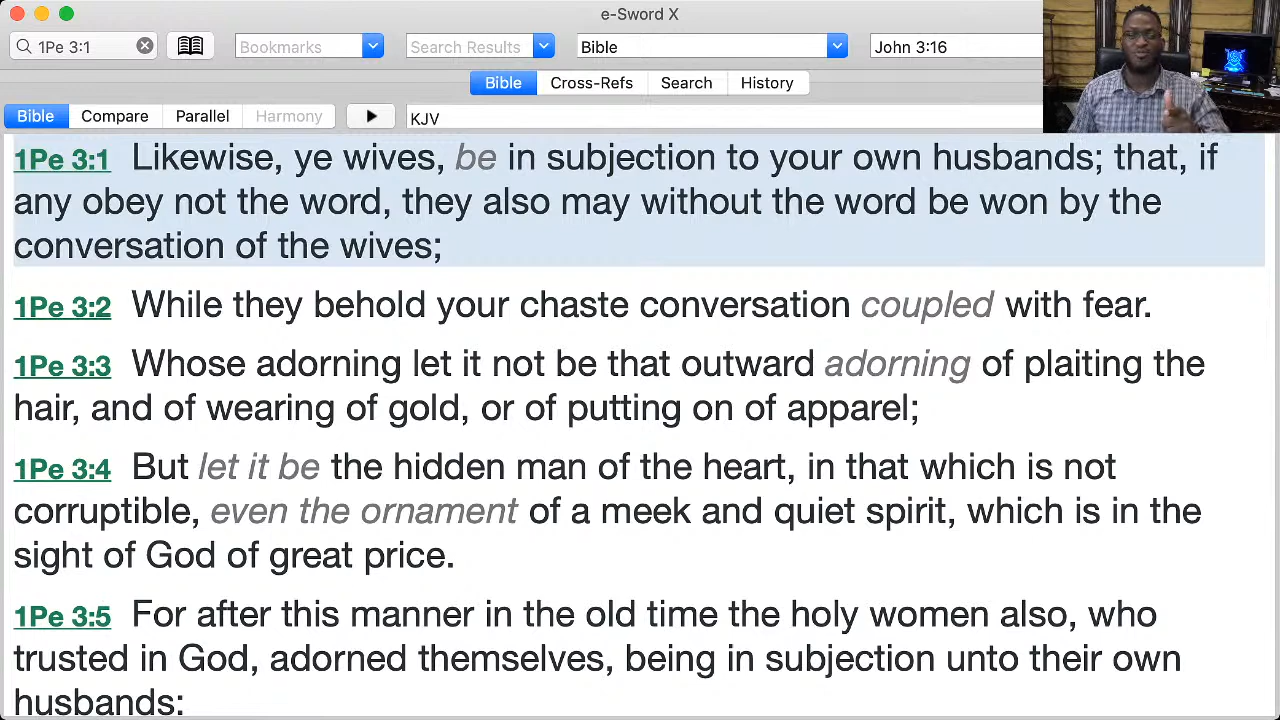 e-Sword X
1Pe 3:1
Bookmarks
Search Results
Bible
John 3:16
Bible Cross-Refs Search History
Bible Compare Parallel Harmony
KJV
1Pe 3:1 Likewise, ye wives, be in subjection to your own husbands; that, if
any obey not the word, they also may without the word be won by the
conversation of the wives;
1Pe 3:2 While they behold your chaste conversation coupled with fear.
1Pe 3:3 Whose adorning let it not be that outward adorning of plaiting the
hair, and of wearing of gold, or of putting on of apparel;
1Pe 3:4 But let it be the hidden man of the heart, in that which is not
corruptible, even the ornament of a meek and quiet spirit, which is in the
sight of God of great price.
1Pe 3:5 For after this manner in the old time the holy women also, who
trusted in God, adorned themselves, being in subjection unto their own
husbands: